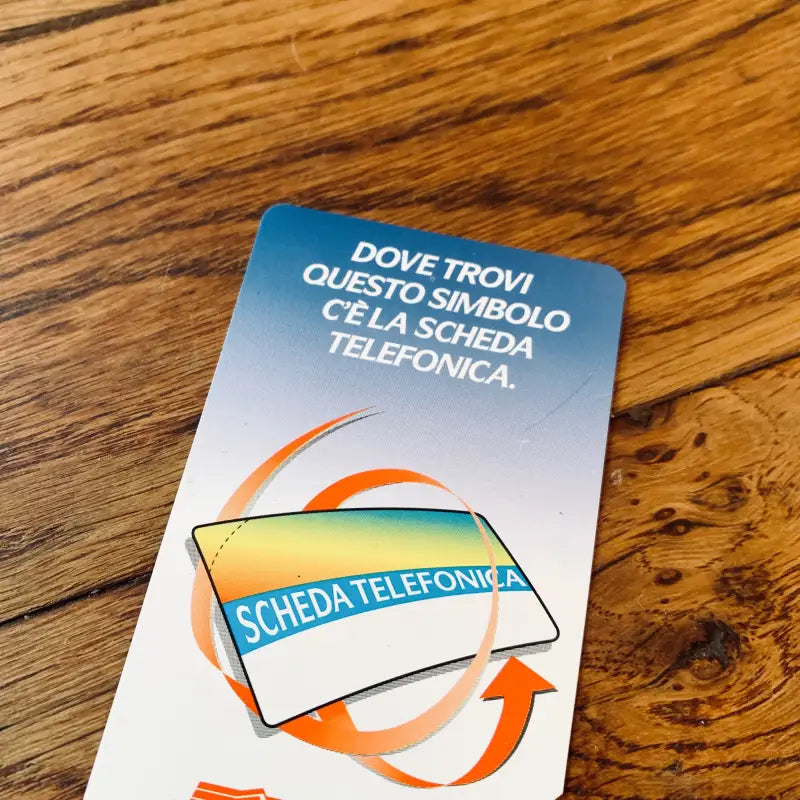 DOVE TROVI
QUESTO SIMBOLO
C'È LA SCHEDA
TELEFONICA.
SCHEDA TELEFONICA